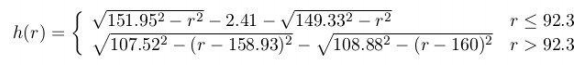 h(r) = { √(151.95² − r²) − 2.41 − √(149.33² − r²)   r ≤ 92.3
√(107.52² − (r − 158.93)²) − √(108.88² − (r − 160)²)   r > 92.3